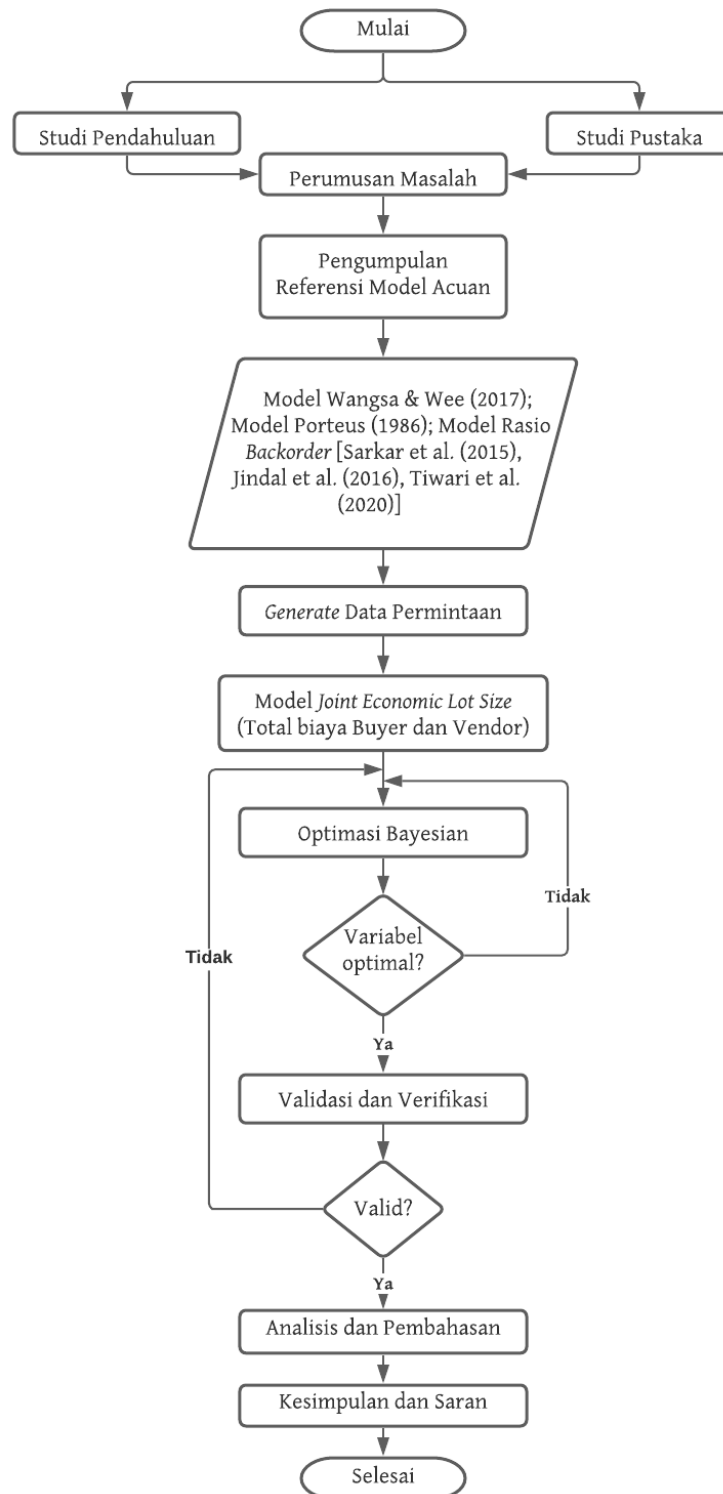 Mulai
Studi Pendahuluan
Studi Pustaka
Perumusan Masalah
Pengumpulan
Referensi Model Acuan
Model Wangsa & Wee (2017);
Model Porteus (1986); Model Rasio
Backorder [Sarkar et al. (2015),
Jindal et al. (2016), Tiwari et al.
(2020)]
Generate Data Permintaan
Model Joint Economic Lot Size
(Total biaya Buyer dan Vendor)
Optimasi Bayesian
Tidak
Variabel
optimal?
Tidak
Ya
Validasi dan Verifikasi
Valid?
Ya
Analisis dan Pembahasan
Kesimpulan dan Saran
Selesai